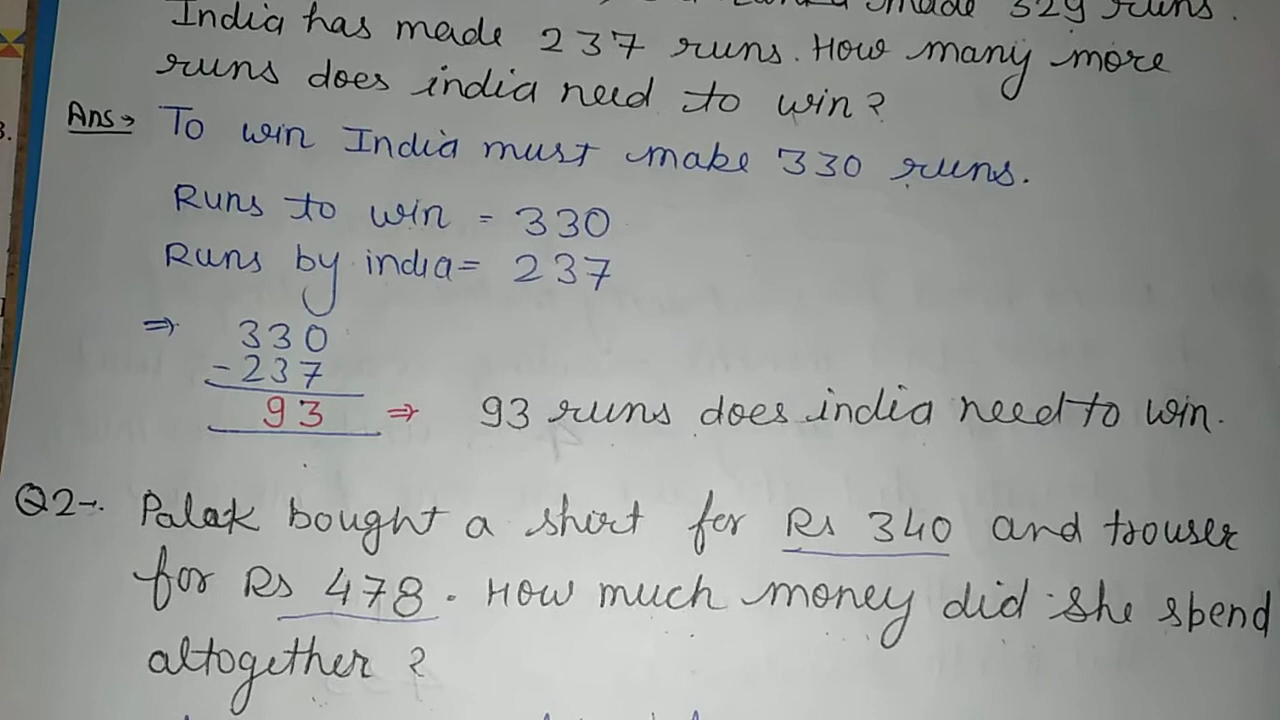 made 329 runs.
India has made 237 runs. How many more
runs does india need to win?
Ans→ To win India must make 330 runs.
Runs to win = 330
Runs by india= 237
⇒ 330
-237
93 ⇒ 93 runs does india need to win.
Q2-. Palak bought a shirt for Rs 340 and trouser
for Rs 478. How much money did she spend
altogether?